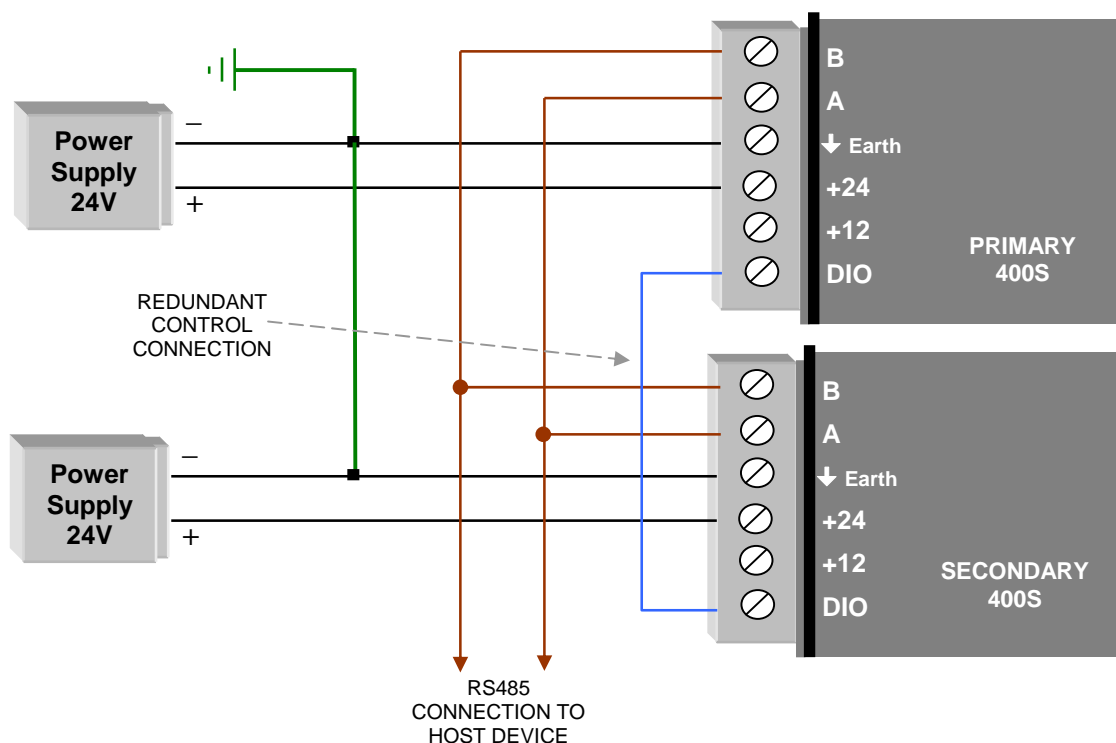 Power
Supply
24V
−
+
B
A
Earth
+24
+12
DIO
PRIMARY
400S
REDUNDANT
CONTROL
CONNECTION
Power
Supply
24V
−
+
B
A
Earth
+24
+12
DIO
SECONDARY
400S
RS485
CONNECTION TO
HOST DEVICE